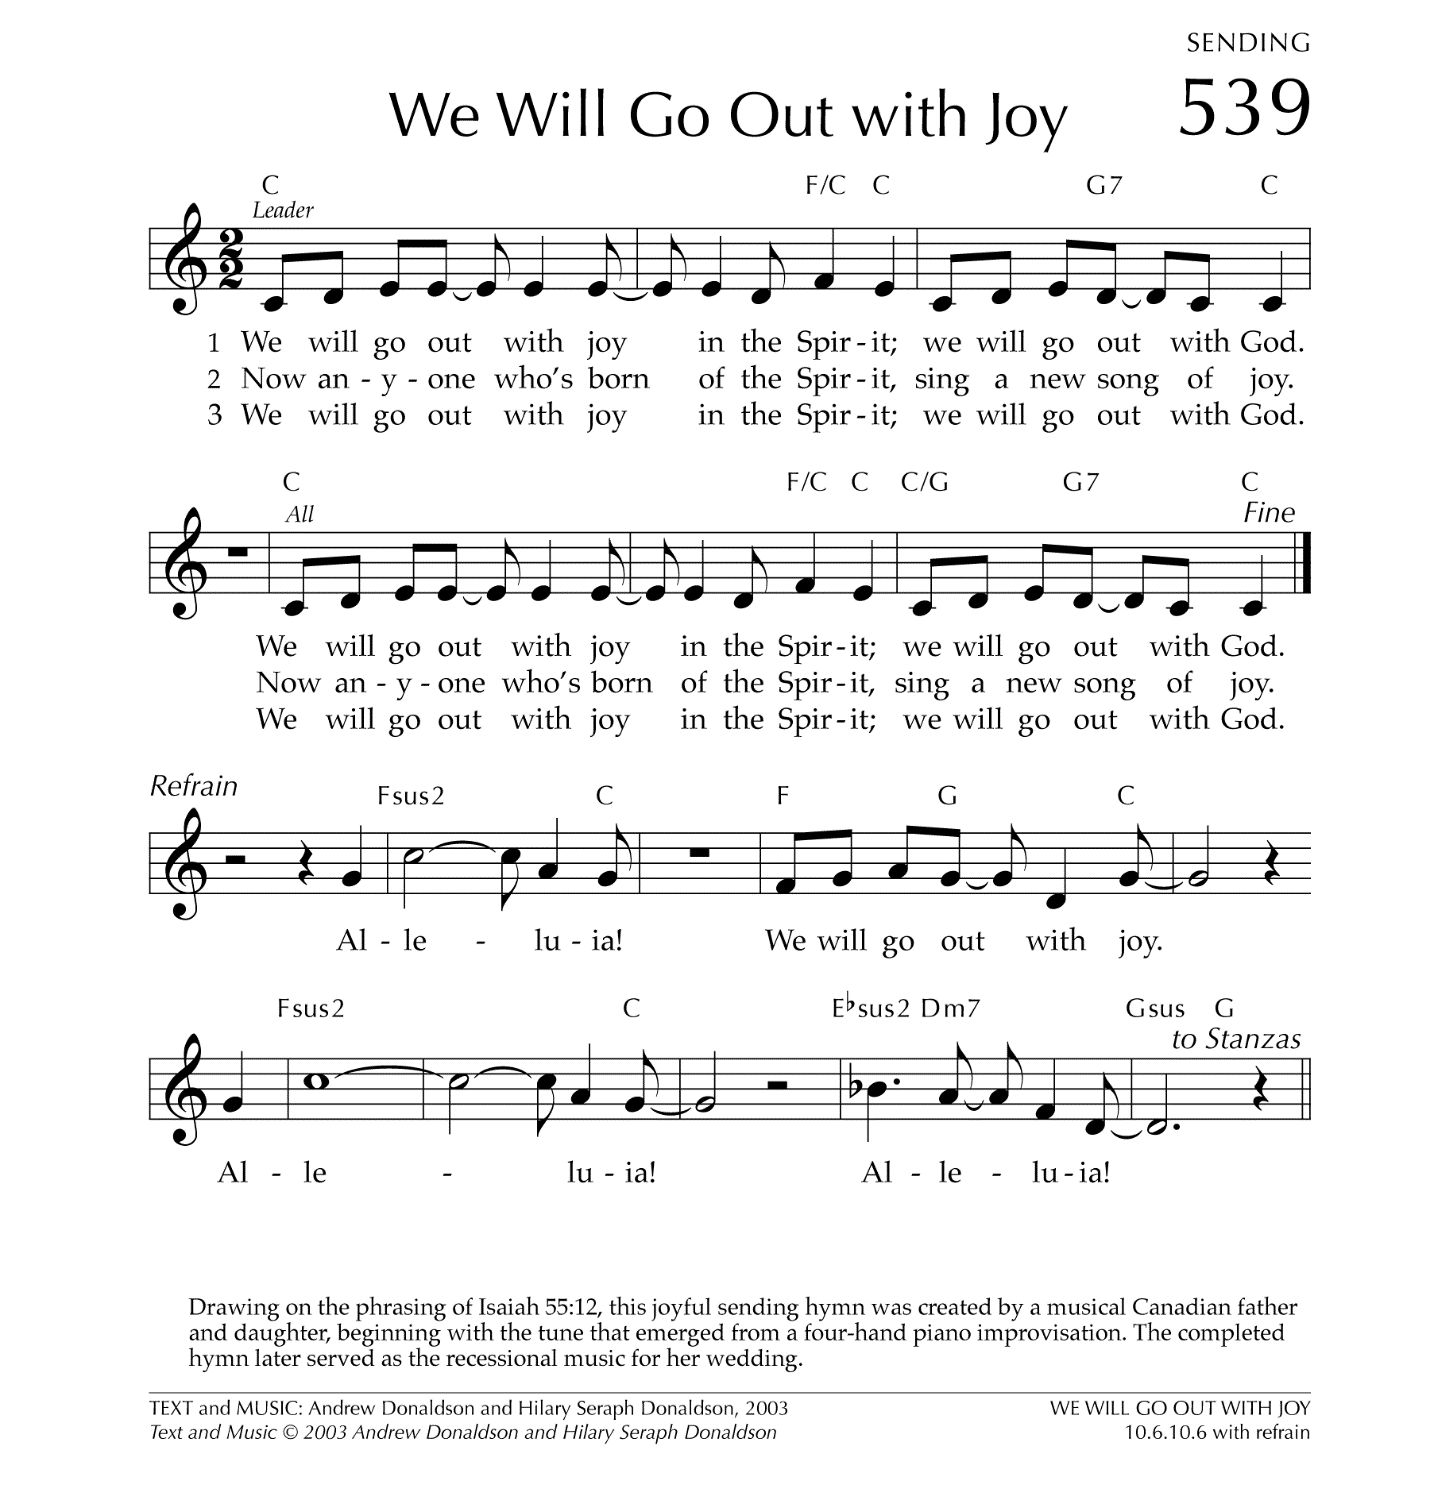 SENDING
We Will Go Out with Joy 539
C F/C C G7 C
Leader
1 We will go out with joy in the Spir - it; we will go out with God.
2 Now an - y - one who's born of the Spir - it, sing a new song of joy.
3 We will go out with joy in the Spir - it; we will go out with God.
C F/C C C/G G7 C
All Fine
We will go out with joy in the Spir - it; we will go out with God.
Now an - y - one who's born of the Spir - it, sing a new song of joy.
We will go out with joy in the Spir - it; we will go out with God.
Refrain
Fsus2 C F G C
Al - le - lu - ia! We will go out with joy.
Fsus2 C E♭sus2 Dm7 Gsus G
to Stanzas
Al - le - lu - ia! Al - le - lu - ia!
Drawing on the phrasing of Isaiah 55:12, this joyful sending hymn was created by a musical Canadian father
and daughter, beginning with the tune that emerged from a four-hand piano improvisation. The completed
hymn later served as the recessional music for her wedding.
TEXT and MUSIC: Andrew Donaldson and Hilary Seraph Donaldson, 2003 WE WILL GO OUT WITH JOY
Text and Music © 2003 Andrew Donaldson and Hilary Seraph Donaldson 10.6.10.6 with refrain